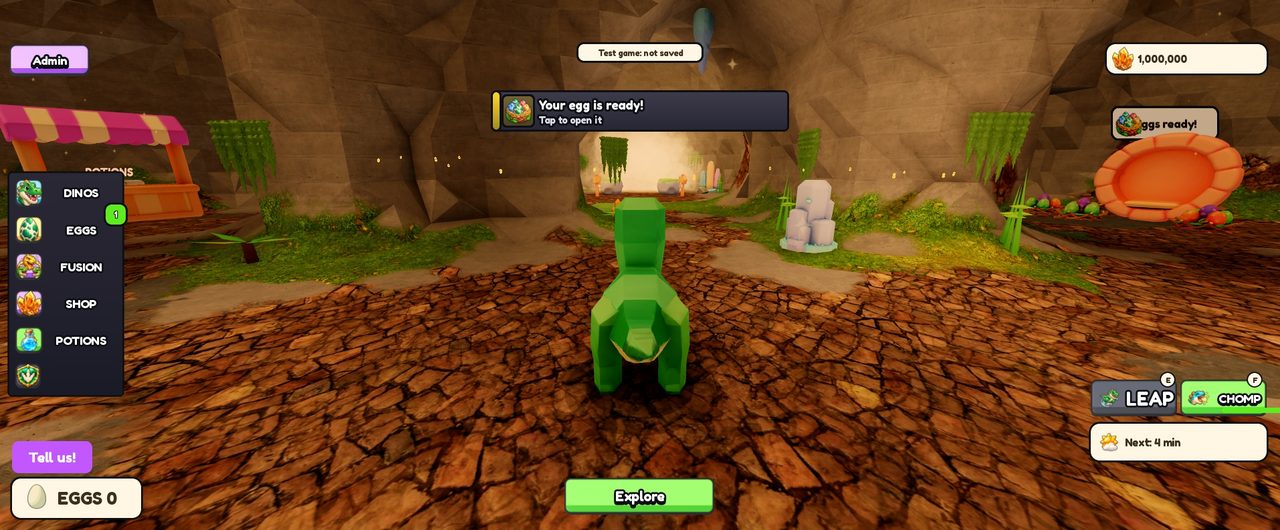 Admin
Test game: not saved
1,000,000
Your egg is ready!
Tap to open it
ggs ready!
POTIONS
DINOS
1
EGGS
FUSION
SHOP
POTIONS
E
F
LEAP
CHOMP
Next: 4 min
Tell us!
EGGS 0
Explore